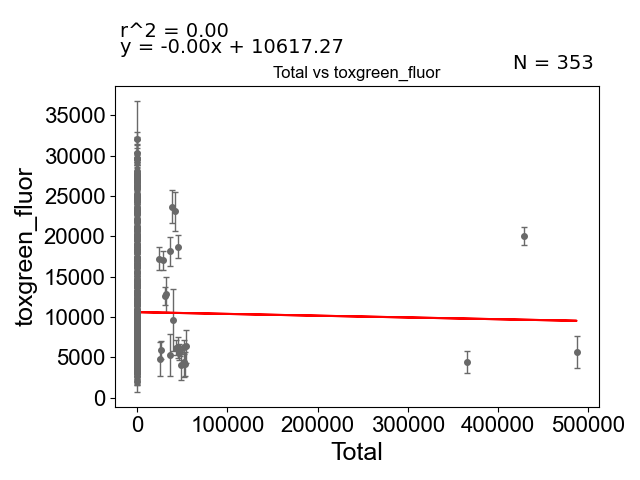 r^2 = 0.00
y = -0.00x + 10617.27
N = 353
Total vs toxgreen_fluor
35000
30000
25000
20000
15000
10000
5000
0
toxgreen_fluor
0
100000
200000
300000
400000
500000
Total